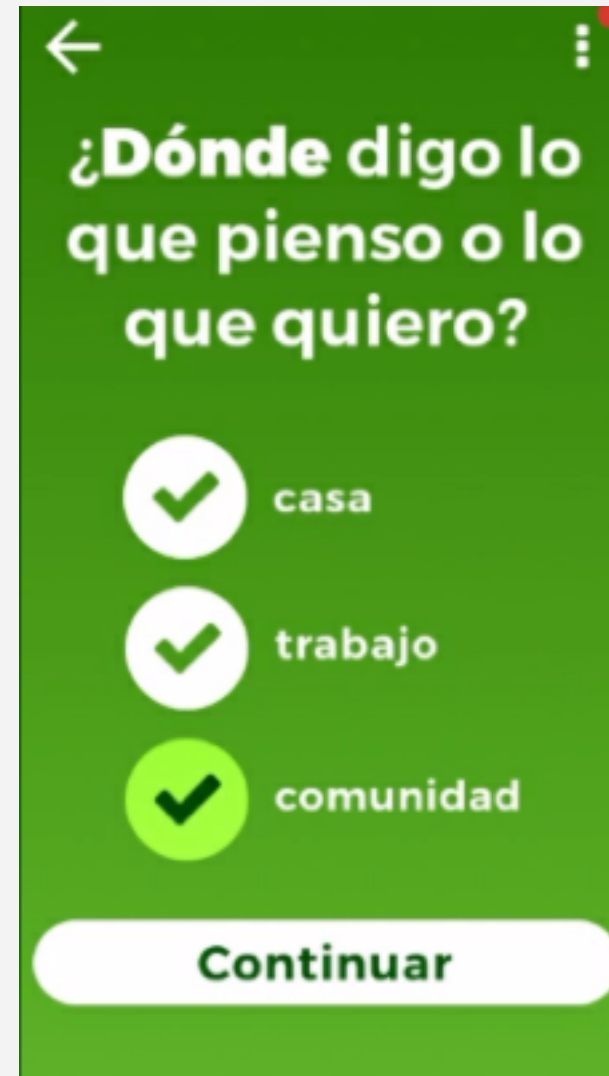 ¿Dónde digo lo
que pienso o lo
que quiero?
casa
trabajo
comunidad
Continuar